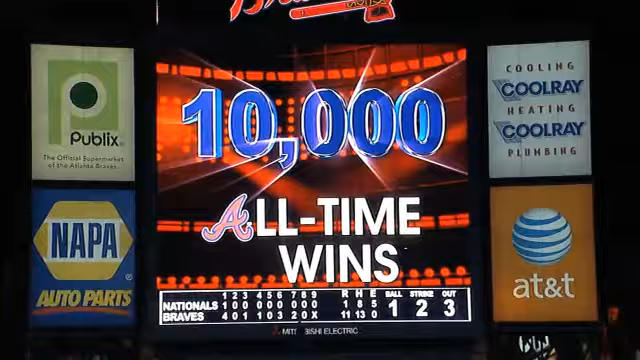 Braves
P
Publix
The Official Supermarket
of the Atlanta Braves
NAPA
®
AUTO PARTS
10,000
ALL-TIME
WINS
1 2 3 4 5 6 7 8 9 R H E BALL STRIKE OUT
NATIONALS 1 0 0 0 0 0 0 0 0 1 8 5 1 2 3
BRAVES 4 0 1 1 0 3 2 0 X 11 13 0
MITSUBISHI ELECTRIC
COOLING
COOLRAY
HEATING
COOLRAY
PLUMBING
at&t